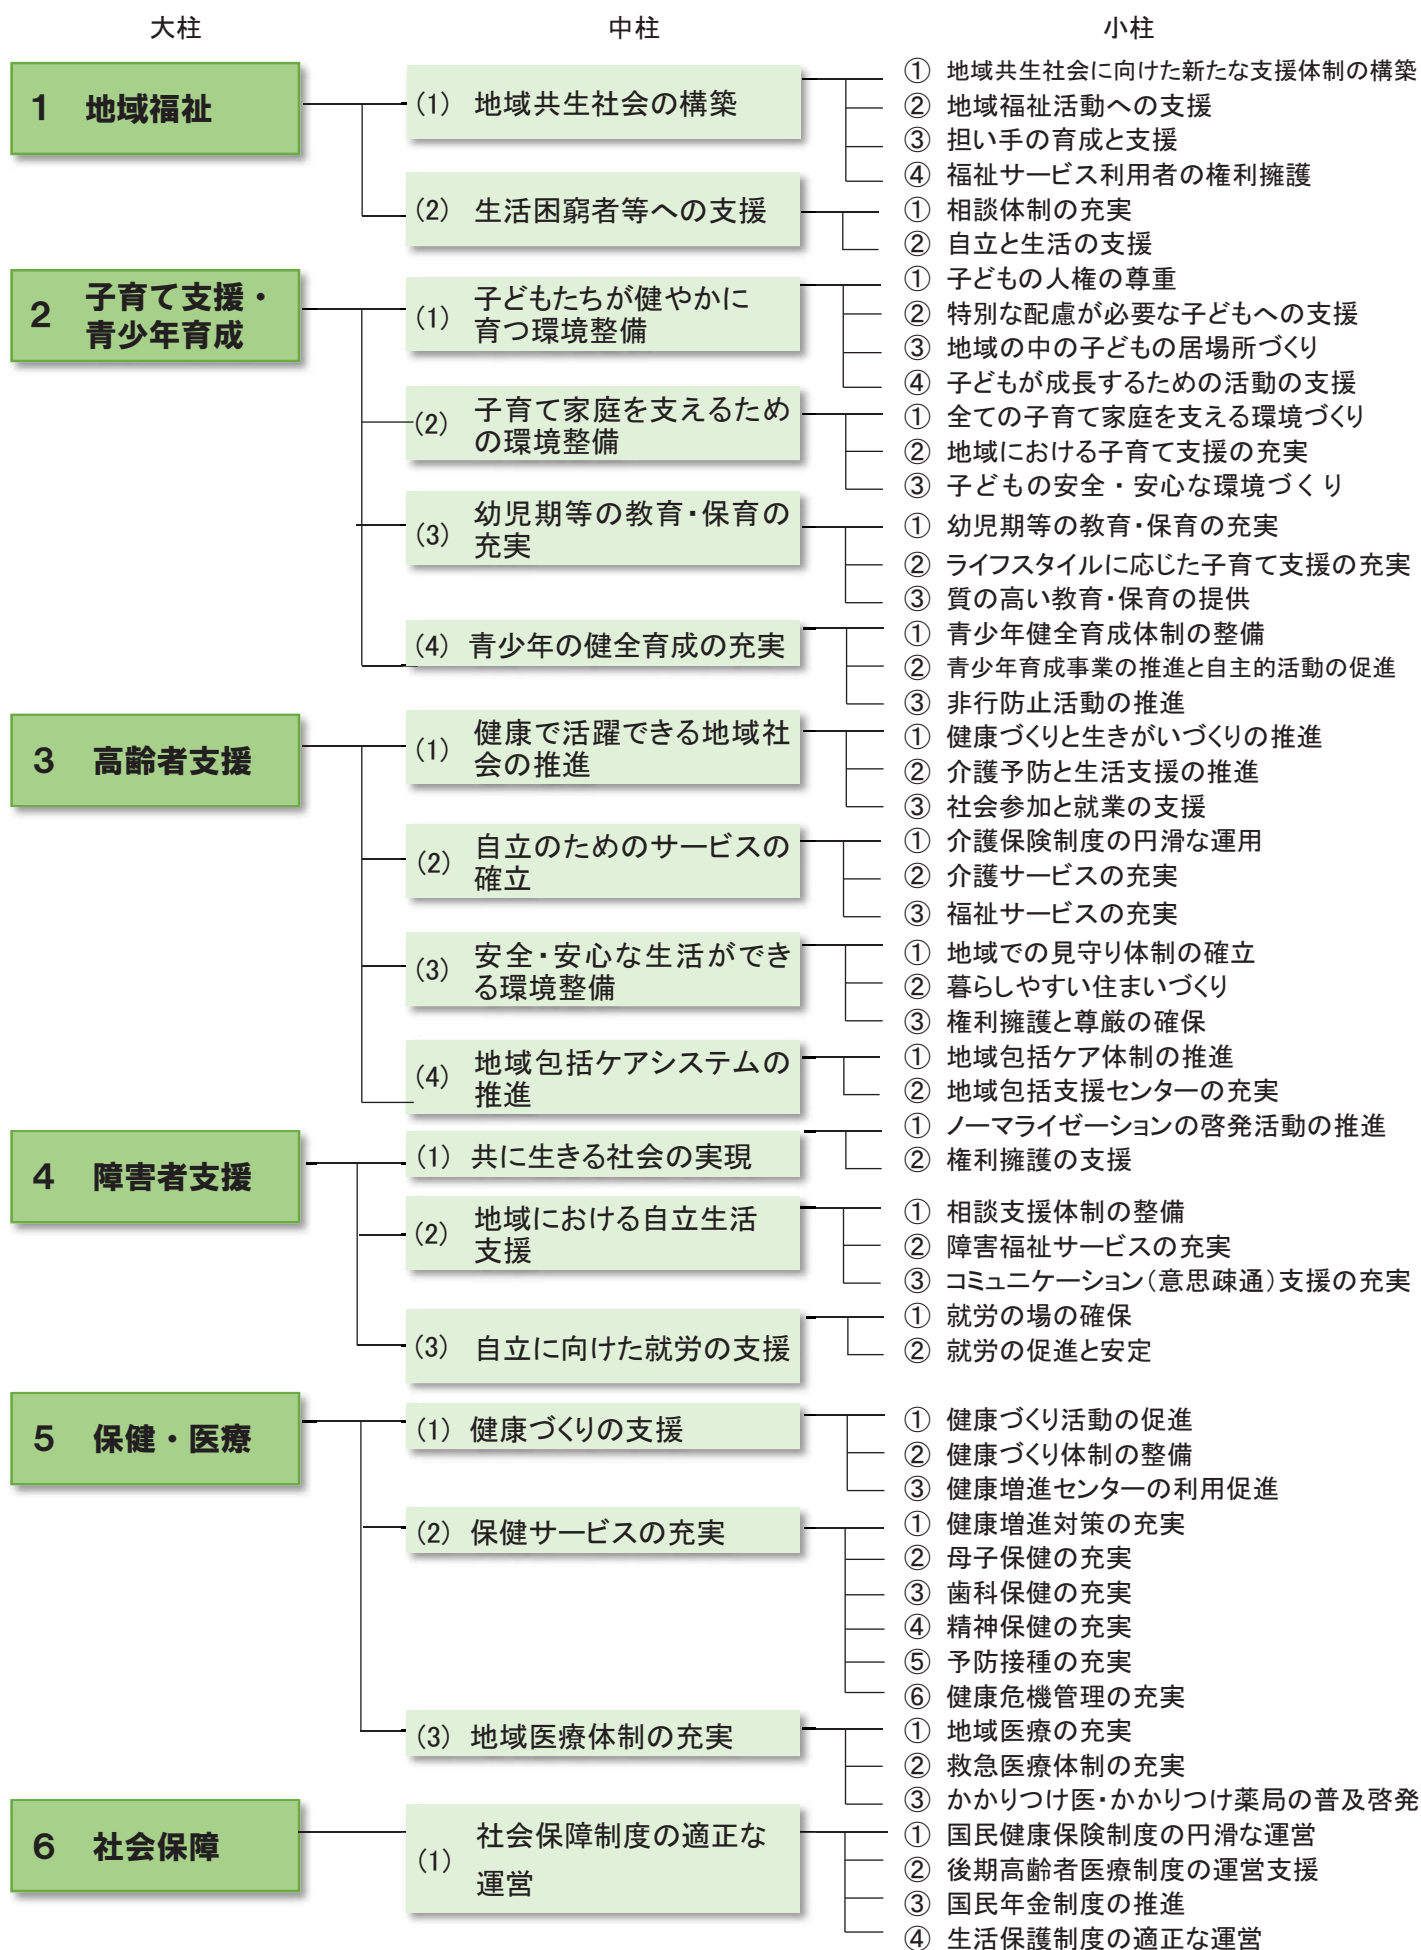 大柱 中柱 小柱
1 地域福祉
(1) 地域共生社会の構築
① 地域共生社会に向けた新たな支援体制の構築
② 地域福祉活動への支援
③ 担い手の育成と支援
④ 福祉サービス利用者の権利擁護
(2) 生活困窮者等への支援
① 相談体制の充実
② 自立と生活の支援
2 子育て支援・
青少年育成
(1) 子どもたちが健やかに
育つ環境整備
① 子どもの人権の尊重
② 特別な配慮が必要な子どもへの支援
③ 地域の中の子どもの居場所づくり
④ 子どもが成長するための活動の支援
(2) 子育て家庭を支えるため
の環境整備
① 全ての子育て家庭を支える環境づくり
② 地域における子育て支援の充実
③ 子どもの安全・安心な環境づくり
(3) 幼児期等の教育・保育の
充実
① 幼児期等の教育・保育の充実
② ライフスタイルに応じた子育て支援の充実
③ 質の高い教育・保育の提供
(4) 青少年の健全育成の充実
① 青少年健全育成体制の整備
② 青少年育成事業の推進と自主的活動の促進
③ 非行防止活動の推進
3 高齢者支援
(1) 健康で活躍できる地域社
会の推進
① 健康づくりと生きがいづくりの推進
② 介護予防と生活支援の推進
③ 社会参加と就業の支援
(2) 自立のためのサービスの
確立
① 介護保険制度の円滑な運用
② 介護サービスの充実
③ 福祉サービスの充実
(3) 安全・安心な生活ができ
る環境整備
① 地域での見守り体制の確立
② 暮らしやすい住まいづくり
③ 権利擁護と尊厳の確保
(4) 地域包括ケアシステムの
推進
① 地域包括ケア体制の推進
② 地域包括支援センターの充実
4 障害者支援
(1) 共に生きる社会の実現
① ノーマライゼーションの啓発活動の推進
② 権利擁護の支援
(2) 地域における自立生活
支援
① 相談支援体制の整備
② 障害福祉サービスの充実
③ コミュニケーション(意思疎通)支援の充実
(3) 自立に向けた就労の支援
① 就労の場の確保
② 就労の促進と安定
5 保健・医療
(1) 健康づくりの支援
① 健康づくり活動の促進
② 健康づくり体制の整備
③ 健康増進センターの利用促進
(2) 保健サービスの充実
① 健康増進対策の充実
② 母子保健の充実
③ 歯科保健の充実
④ 精神保健の充実
⑤ 予防接種の充実
⑥ 健康危機管理の充実
(3) 地域医療体制の充実
① 地域医療の充実
② 救急医療体制の充実
③ かかりつけ医・かかりつけ薬局の普及啓発
6 社会保障
(1) 社会保障制度の適正な
運営
① 国民健康保険制度の円滑な運営
② 後期高齢者医療制度の運営支援
③ 国民年金制度の推進
④ 生活保護制度の適正な運営